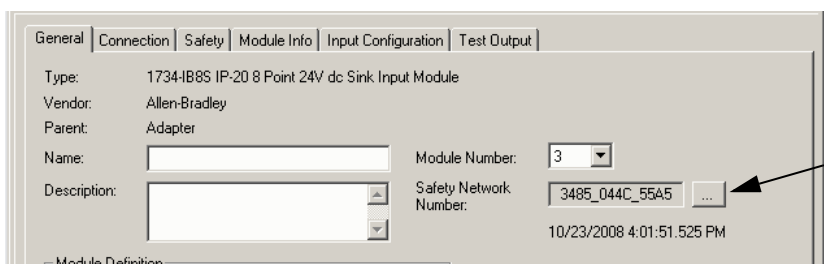 General Connection Safety Module Info Input Configuration Test Output
Type: 1734-IB8S IP-20 8 Point 24V dc Sink Input Module
Vendor: Allen-Bradley
Parent: Adapter
Name: Module Number: 3
Description: Safety Network Number: 3485_044C_55A5 ...
10/23/2008 4:01:51.525 PM
Module Definition